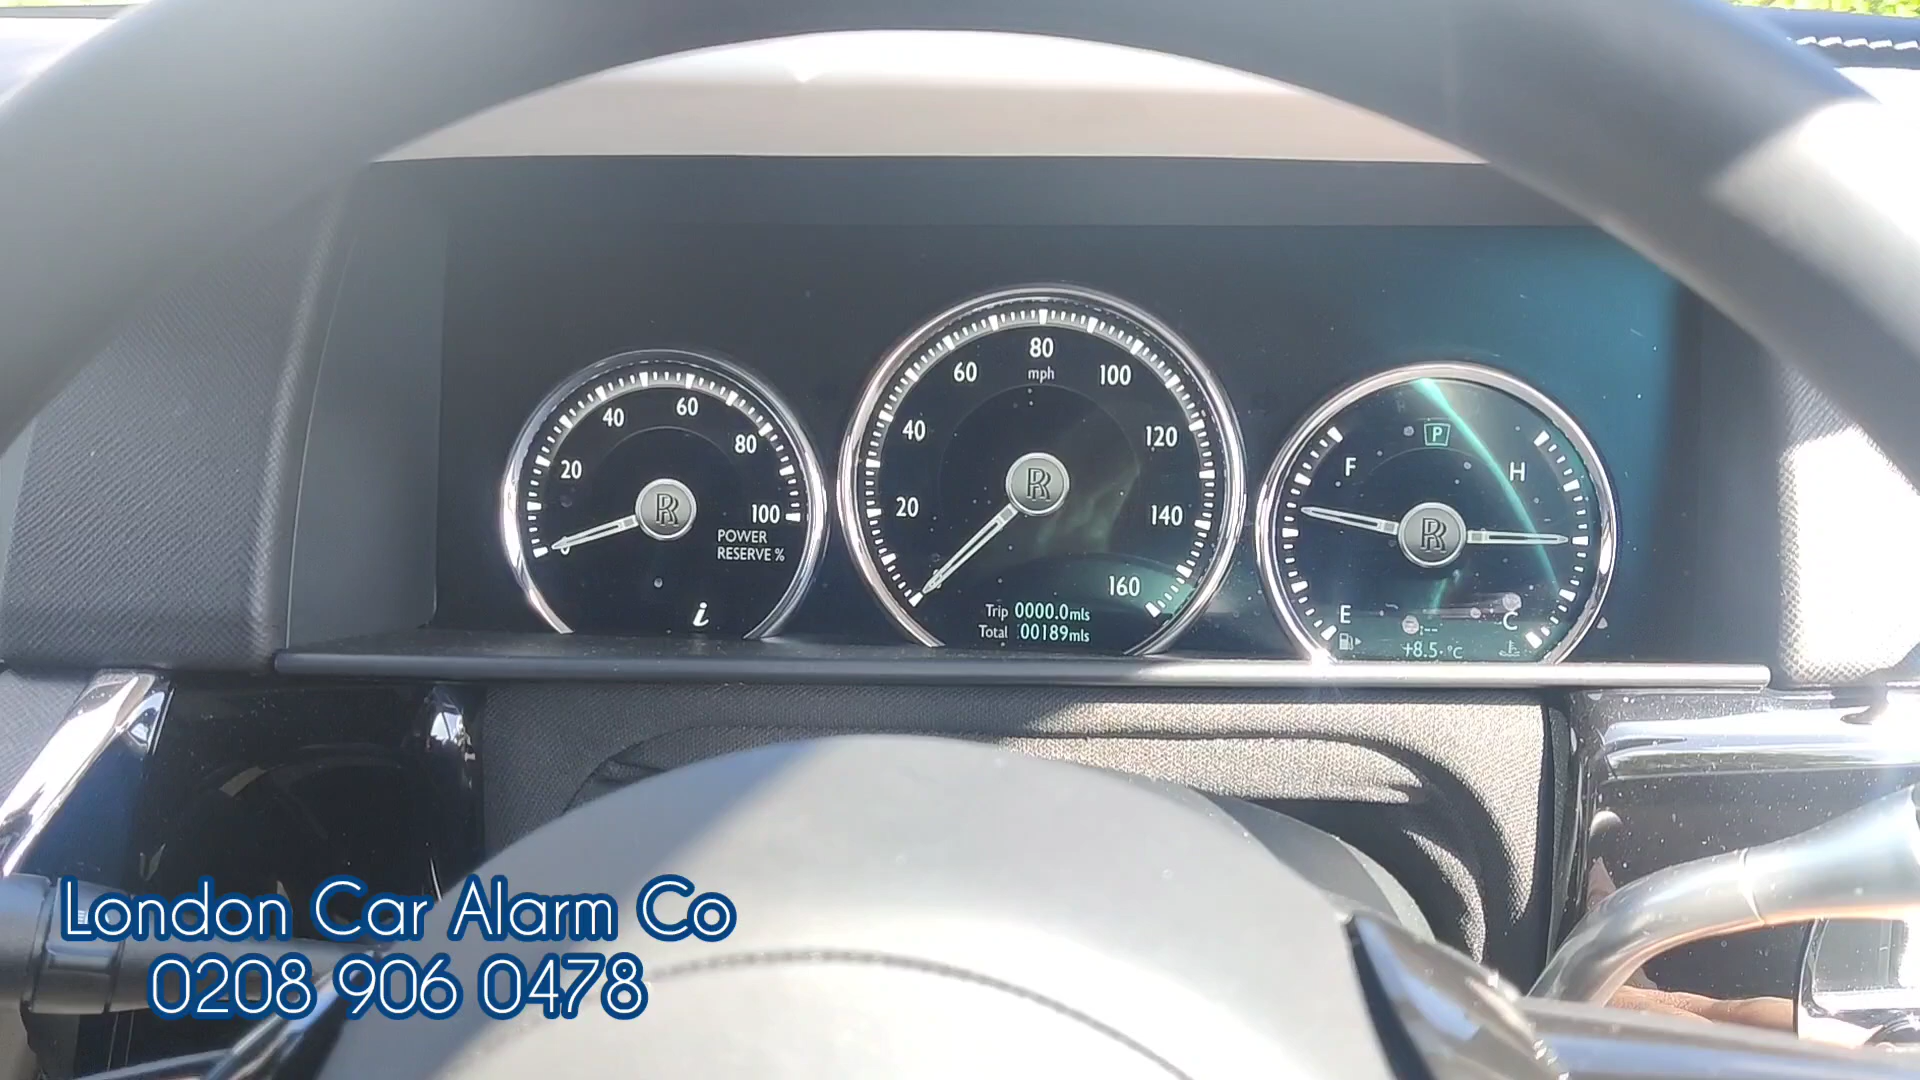 20
40
60
80
100
POWER
RESERVE %
i
R
20
40
60
80
mph
100
120
140
160
R
Trip 0000.0mls
Total 00189mls
P
F
H
R
E
C
+8.5 °C
London Car Alarm Co
0208 906 0478